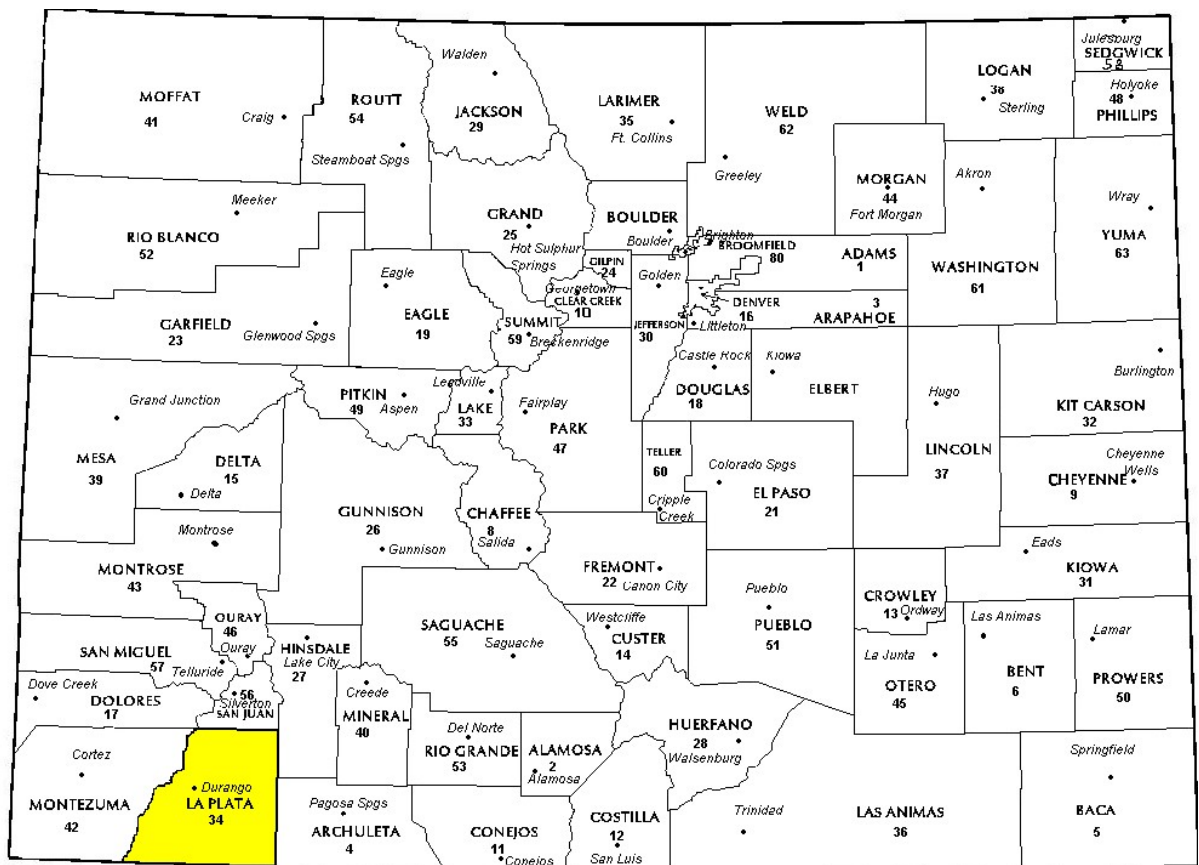 Julesburg
SEDGWICK
58
Walden
LOGAN
38
Holyoke
48
PHILLIPS
MOFFAT
41
ROUTT
54
JACKSON
29
LARIMER
35
WELD
62
Craig
Sterling
Ft. Collins
Steamboat Spgs
Greeley
MORGAN
44
Fort Morgan
Akron
Meeker
Wray
RIO BLANCO
52
GRAND
25
Hot Sulphur
Springs
BOULDER
Boulder
Brighton
BROOMFIELD
80
ADAMS
1
YUMA
63
WASHINGTON
61
GILPIN
24
Golden
Eagle
Georgetown
CLEAR CREEK
10
DENVER
16
3
ARAPAHOE
GARFIELD
23
Glenwood Spgs
EAGLE
19
SUMMIT
59
Breckenridge
JEFFERSON
30
Littleton
Castle Rock
Kiowa
Burlington
Leadville
PITKIN
49
Aspen
LAKE
33
Fairplay
DOUGLAS
18
ELBERT
Hugo
Grand Junction
KIT CARSON
32
PARK
47
MESA
39
DELTA
15
Delta
TELLER
60
Cripple
Creek
Colorado Spgs
EL PASO
21
LINCOLN
37
Cheyenne
Wells
CHEYENNE
9
GUNNISON
26
Gunnison
CHAFFEE
8
Salida
Montrose
MONTROSE
43
FREMONT
22
Canon City
Eads
KIOWA
31
Pueblo
PUEBLO
51
CROWLEY
13
Ordway
OURAY
46
Ouray
HINSDALE
Lake City
27
SAGUACHE
55
Saguache
Westcliffe
CUSTER
14
Las Animas
BENT
6
Lamar
PROWERS
50
SAN MIGUEL
57
Telluride
La Junta
OTERO
45
Dove Creek
DOLORES
17
56
Silverton
SAN JUAN
Creede
MINERAL
40
Del Norte
RIO GRANDE
53
ALAMOSA
2
Alamosa
HUERFANO
28
Walsenburg
Cortez
MONTEZUMA
42
Durango
LA PLATA
34
Springfield
BACA
5
Pagosa Spgs
ARCHULETA
4
CONEJOS
11
Conejos
COSTILLA
12
San Luis
Trinidad
LAS ANIMAS
36